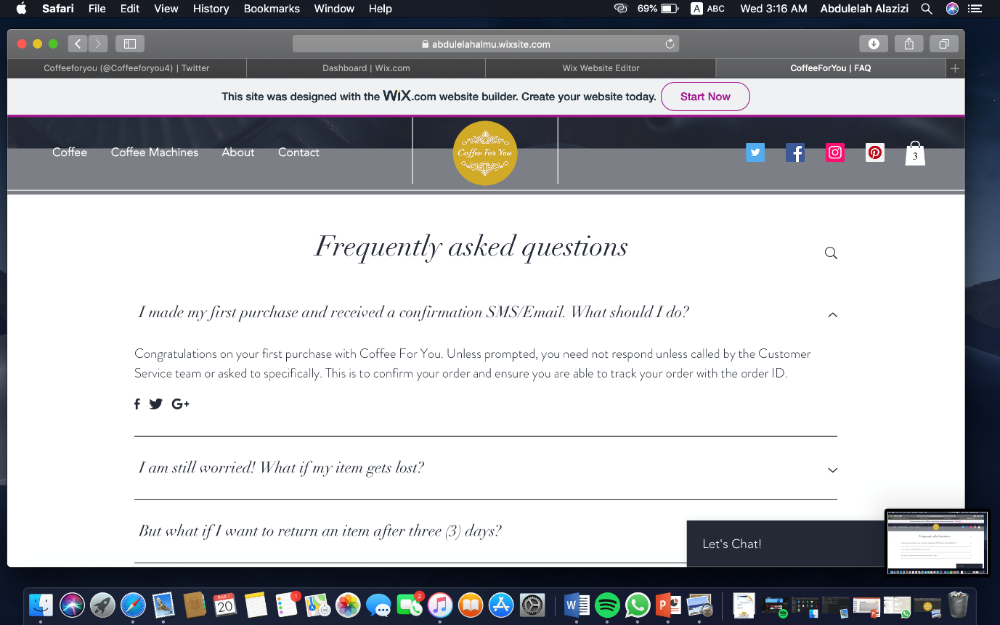 Safari File Edit View History Bookmarks Window Help 69% A ABC Wed 3:16 AM Abdulelah Alazizi
abdulelahalmu.wixsite.com
Coffeeforyou (@Coffeeforyou4) | Twitter Dashboard | Wix.com Wix Website Editor CoffeeForYou | FAQ
This site was designed with the WiX.com website builder. Create your website today. Start Now
Coffee Coffee Machines About Contact Coffee For You 3
Frequently asked questions
I made my first purchase and received a confirmation SMS/Email. What should I do?
Congratulations on your first purchase with Coffee For You. Unless prompted, you need not respond unless called by the Customer
Service team or asked to specifically. This is to confirm your order and ensure you are able to track your order with the order ID.
G+
I am still worried! What if my item gets lost?
But what if I want to return an item after three (3) days?
Let's Chat!
RAB. I
20
1
2